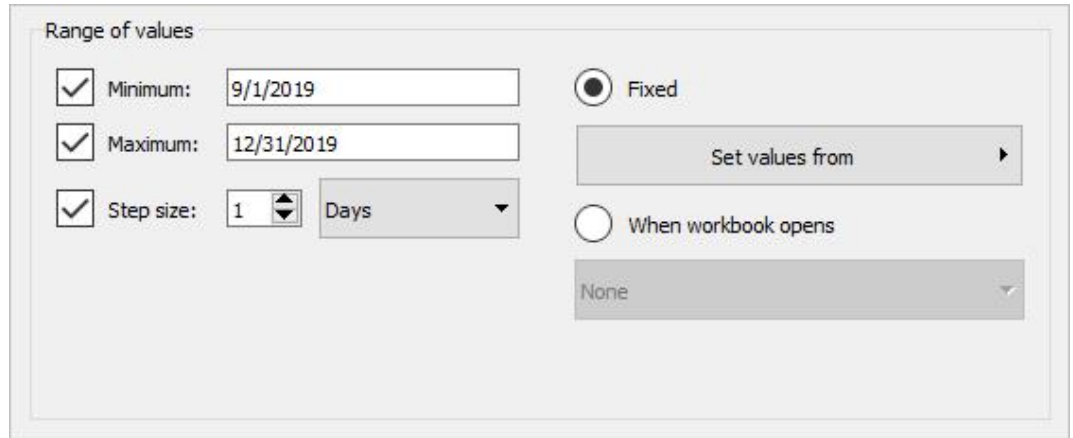 Range of values
Minimum: 9/1/2019
Maximum: 12/31/2019
Step size: 1 Days
Fixed
Set values from
When workbook opens
None